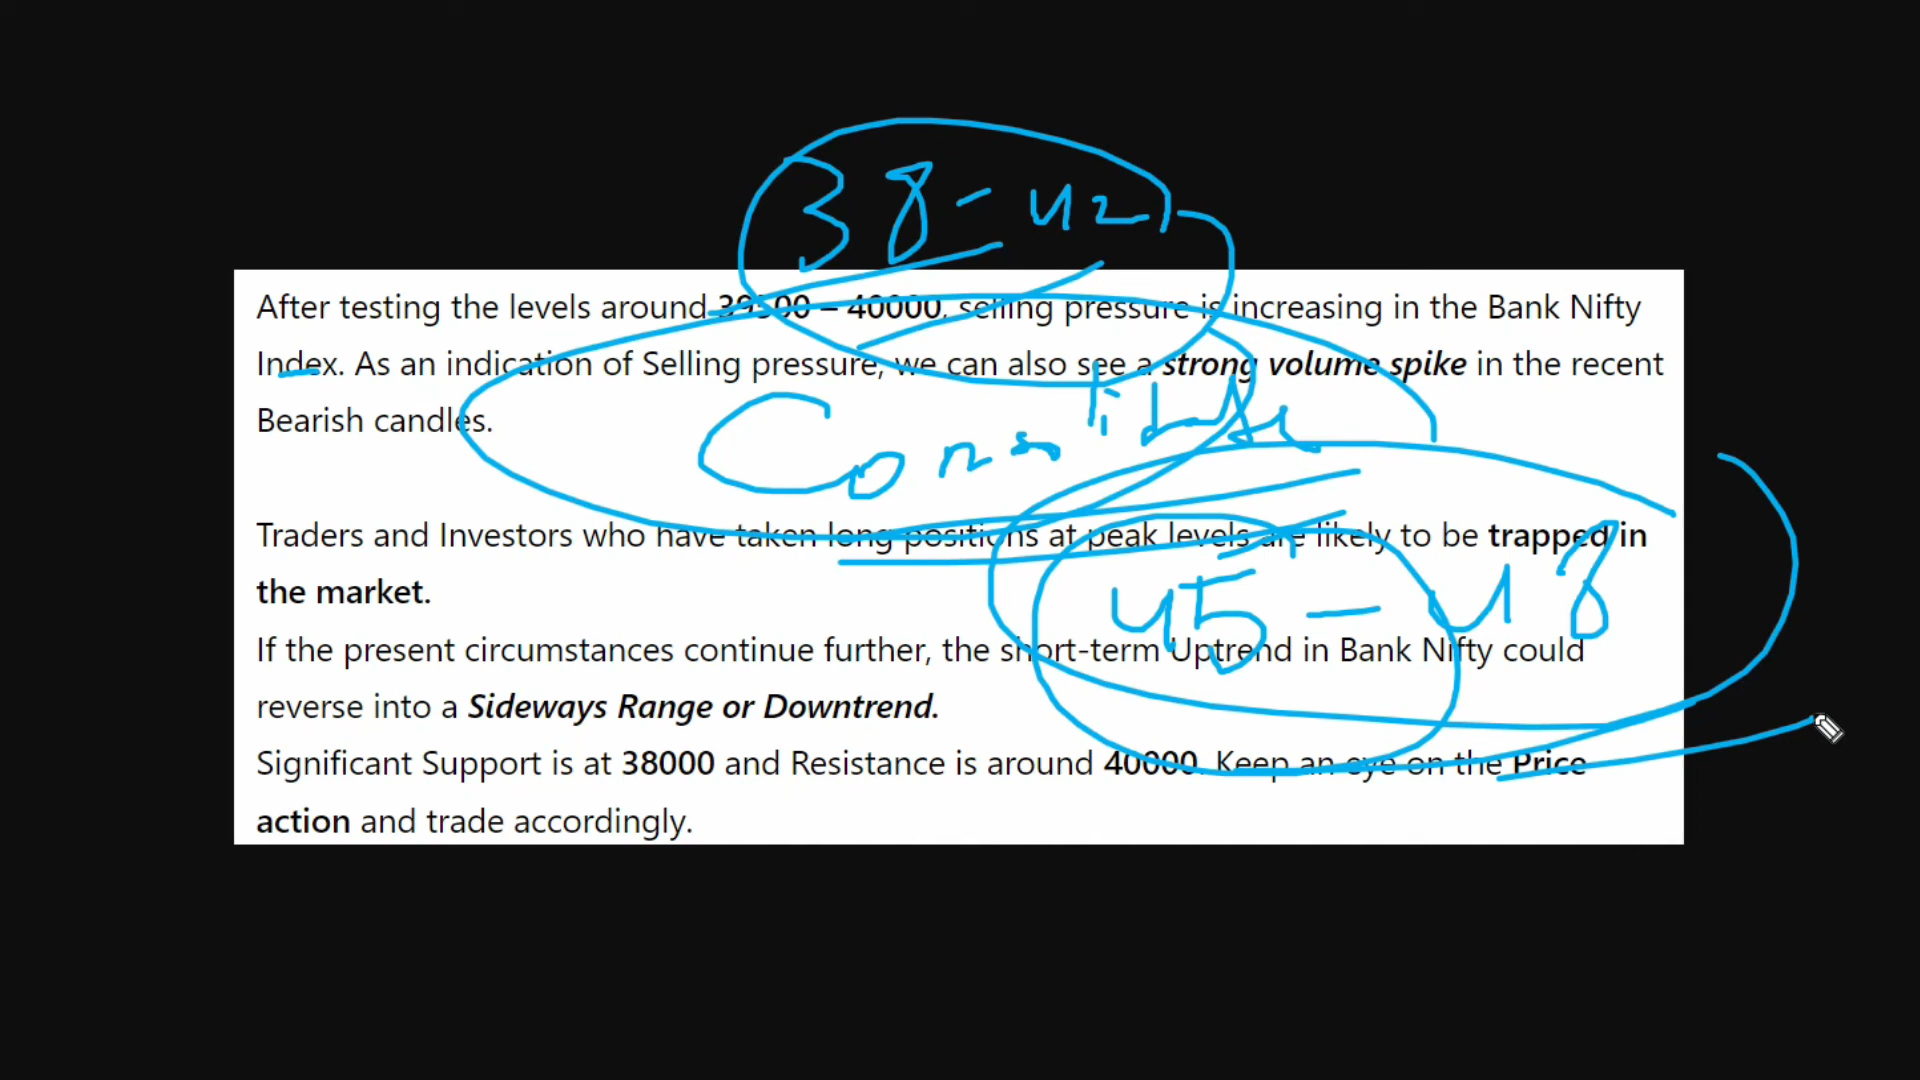 38-42
After testing the levels around 39500 – 40000, selling pressure is increasing in the Bank Nifty
Index. As an indication of Selling pressure, we can also see a strong volume spike in the recent
Bearish candles.
Traders and Investors who have taken long positions at peak levels are likely to be trapped in
the market.
45-48
If the present circumstances continue further, the short-term Uptrend in Bank Nifty could
reverse into a Sideways Range or Downtrend.
Significant Support is at 38000 and Resistance is around 40000. Keep an eye on the Price
action and trade accordingly.